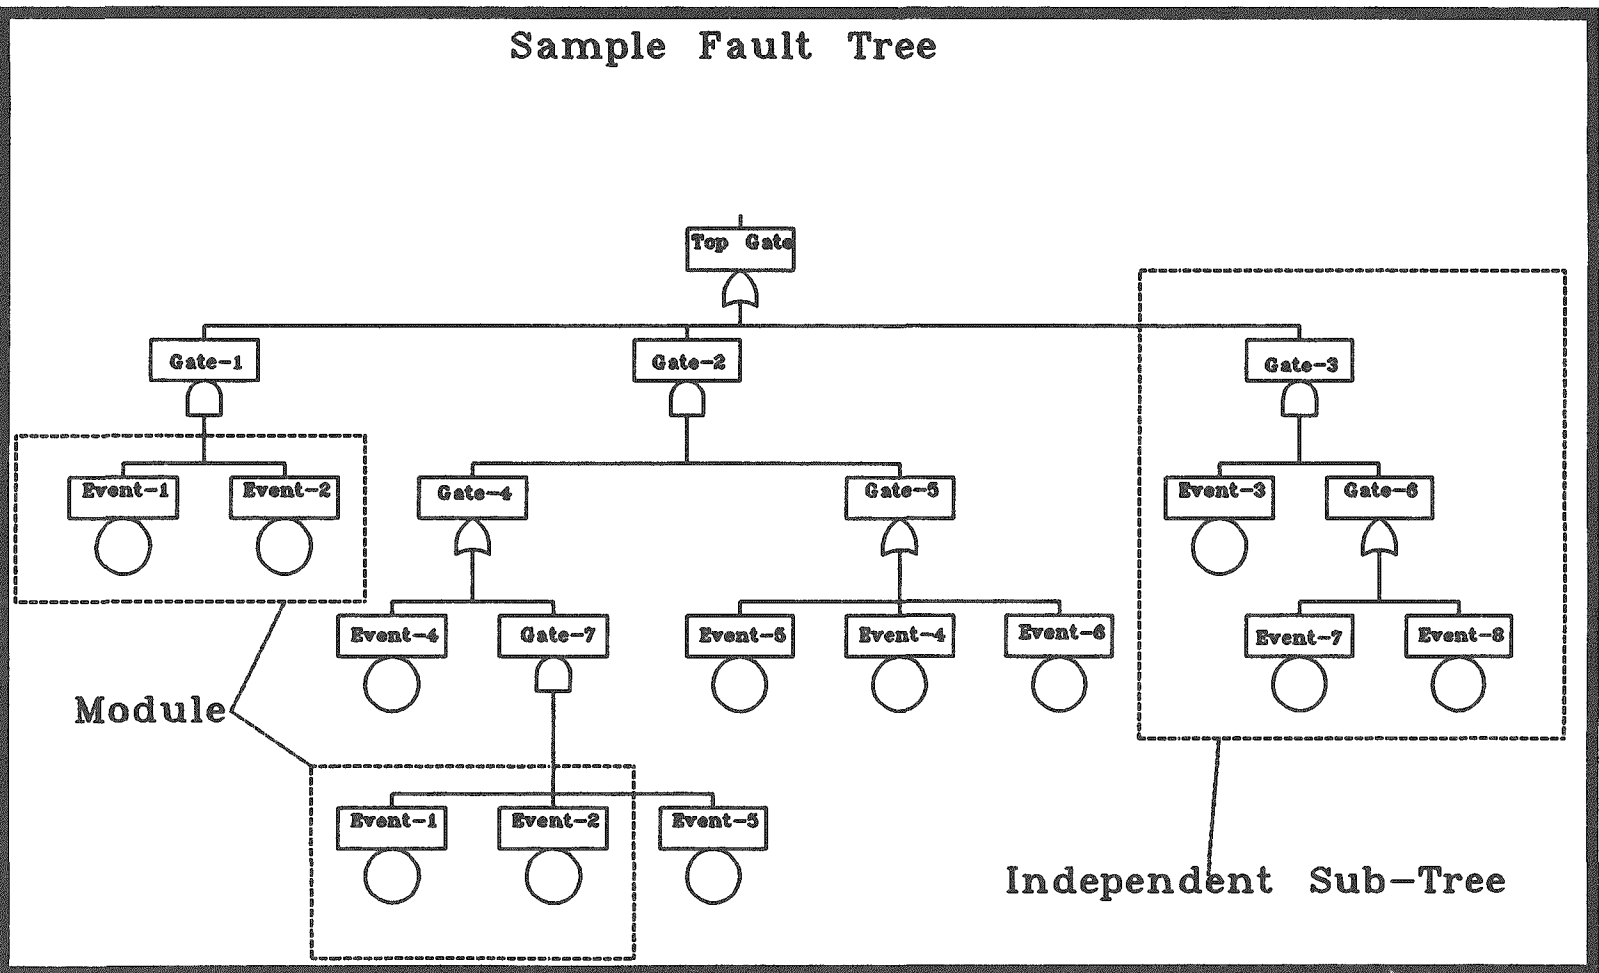 Sample Fault Tree
Top Gate
Gate-1 Gate-2 Gate-3
Event-1 Event-2 Gate-4 Gate-5 Event-3 Gate-6
Event-4 Gate-7 Event-5 Event-4 Event-6 Event-7 Event-8
Module
Event-1 Event-2 Event-5
Independent Sub-Tree